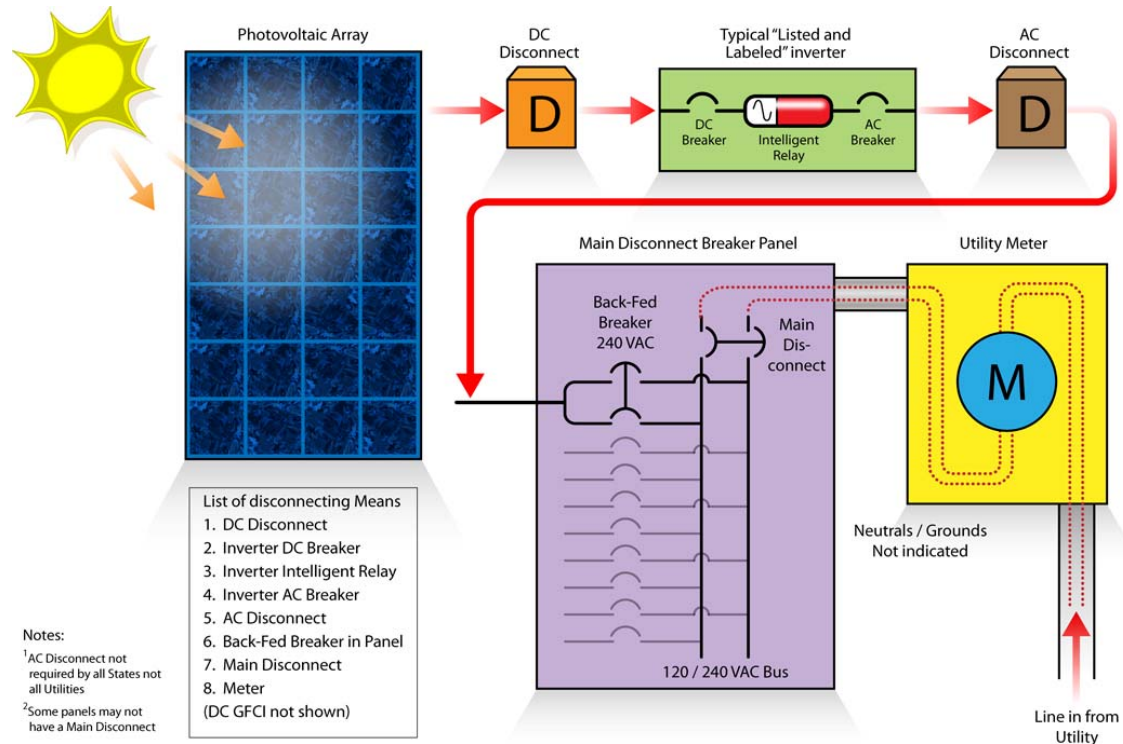 Photovoltaic Array
DC
Disconnect
D
Typical “Listed and
Labeled” inverter
DC
Breaker
Intelligent
Relay
AC
Breaker
AC
Disconnect
D
Main Disconnect Breaker Panel
Back-Fed
Breaker
240 VAC
Main
Dis-
connect
120 / 240 VAC Bus
Utility Meter
M
Neutrals / Grounds
Not indicated
Line in from
Utility
List of disconnecting Means
1. DC Disconnect
2. Inverter DC Breaker
3. Inverter Intelligent Relay
4. Inverter AC Breaker
5. AC Disconnect
6. Back-Fed Breaker in Panel
7. Main Disconnect
8. Meter
(DC GFCI not shown)
Notes:
1AC Disconnect not
required by all States not
all Utilities
2Some panels may not
have a Main Disconnect